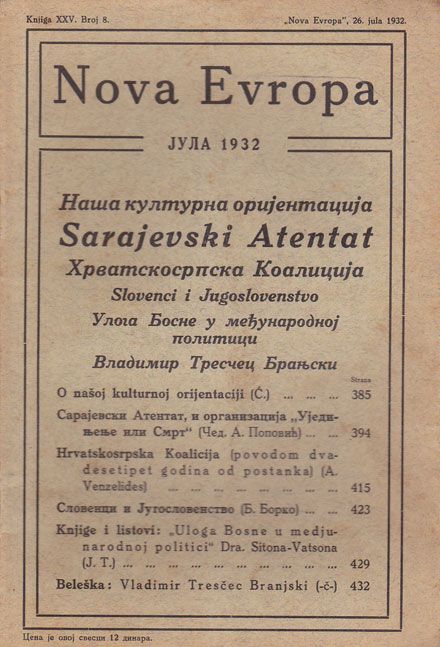 Knjiga XXV. Broj 8.
„Nova Evropa", 26. jula 1932.
Nova Evropa
ЈУЛА 1932
Наша културна оријентација
Sarajevski Atentat
Хрватскосрпска Коалиција
Slovenci i Jugoslovenstvo
Улога Босне у међународној
политици
Владимир Тресчец Брањски
Strana
O našoj kulturnoj orijentaciji (Ć.) ... ... ... 385
Сарајевски Атентат, и организација „Уједи-
њење или Смрт" (Чед. А. Поповић) ... ... 394
Hrvatskosrpska Koalicija (povodom dva-
desetipet godina od postanka) (A.
Venzelides) ... ... ... ... ... ... 415
Словенци и Југословенство (Б. Борко) ... ... 423
Knjige i listovi: „Uloga Bosne u medju-
narodnoj politici" Dra. Sitona-Vatsona
(J. T.) ... ... ... ... ... ... ... ... ... 429
Beleška: Vladimir Tresčec Branjski (-č-) 432
Цена је овој свесци 12 динара.